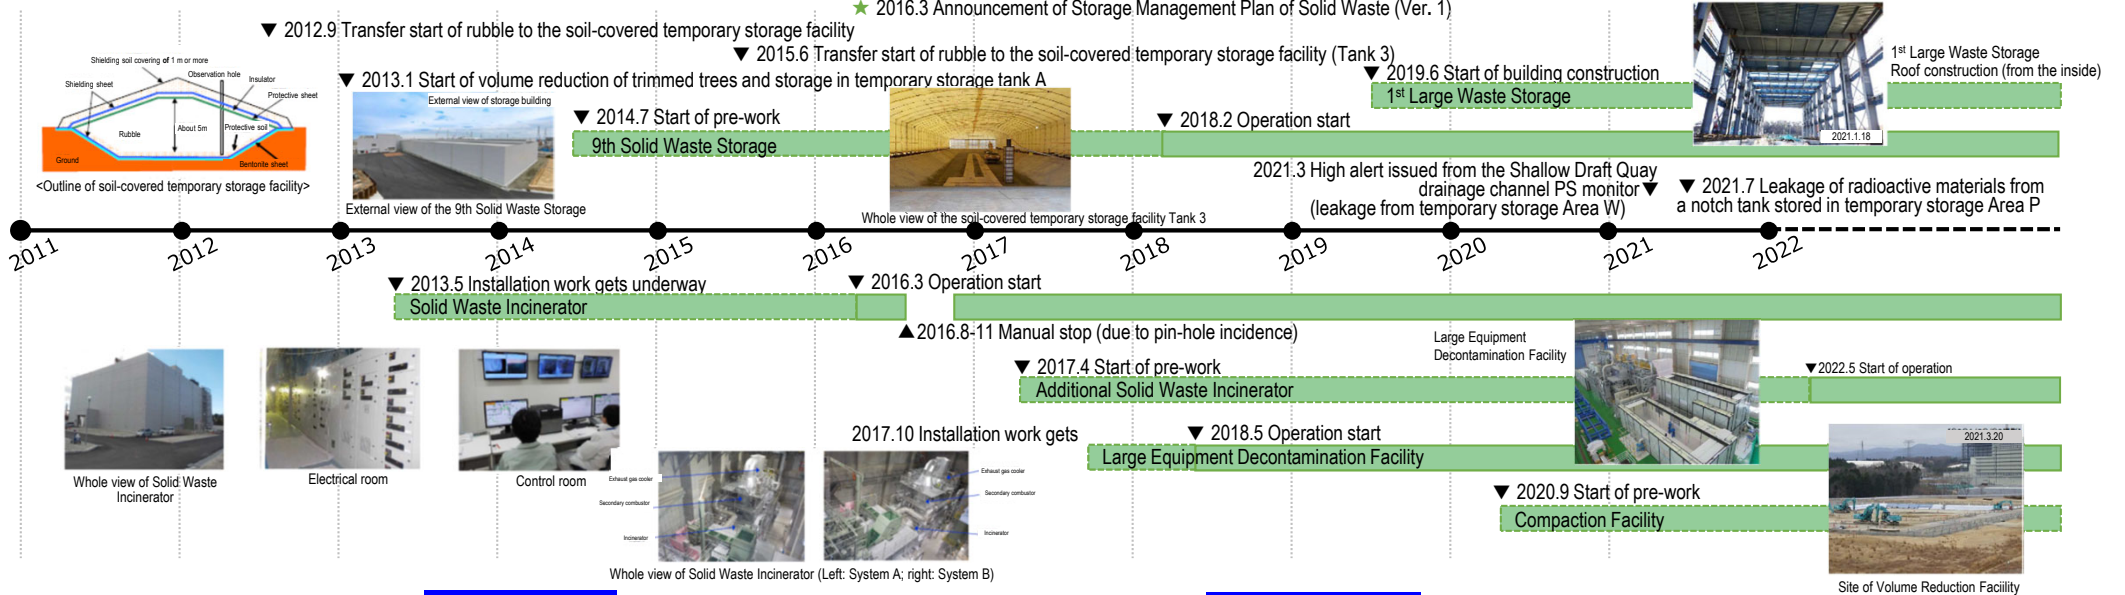 ★ 2016.3 Announcement of Storage Management Plan of Solid Waste (Ver. 1)
▼ 2012.9 Transfer start of rubble to the soil-covered temporary storage facility
▼ 2015.6 Transfer start of rubble to the soil-covered temporary storage facility (Tank 3)
▼ 2013.1 Start of volume reduction of trimmed trees and storage in temporary storage tank A
Shielding soil covering of 1 m or more
Shielding sheet
Observation hole
Insulator
Protective sheet
Rubble
About 5m
Protective soil
Ground
Bentonite sheet
<Outline of soil-covered temporary storage facility>
External view of storage building
External view of the 9th Solid Waste Storage
▼ 2014.7 Start of pre-work
9th Solid Waste Storage
▼ 2018.2 Operation start
Whole view of the soil-covered temporary storage facility Tank 3
▼ 2019.6 Start of building construction
1st Large Waste Storage
2021.1.18
1st Large Waste Storage
Roof construction (from the inside)
2021.3 High alert issued from the Shallow Draft Quay
drainage channel PS monitor ▼
(leakage from temporary storage Area W)
▼ 2021.7 Leakage of radioactive materials from
a notch tank stored in temporary storage Area P
2011
2012
2013
2014
2015
2016
2017
2018
2019
2020
2021
2022
▼ 2013.5 Installation work gets underway
Solid Waste Incinerator
▼ 2016.3 Operation start
▲ 2016.8-11 Manual stop (due to pin-hole incidence)
▼ 2017.4 Start of pre-work
Additional Solid Waste Incinerator
Large Equipment
Decontamination Facility
▼ 2022.5 Start of operation
2017.10 Installation work gets
▼ 2018.5 Operation start
Large Equipment Decontamination Facility
▼ 2020.9 Start of pre-work
Compaction Facility
2021.3.20
Site of Volume Reduction Faciility
Whole view of Solid Waste
Incinerator
Electrical room
Control room
Exhaust gas cooler
Secondary combustor
Incinerator
Exhaust gas cooler
Secondary combustor
Incinerator
Whole view of Solid Waste Incinerator (Left: System A; right: System B)